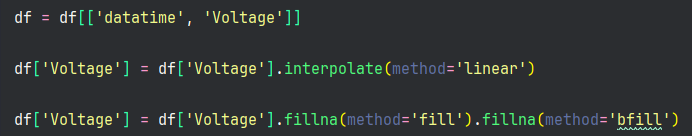 df = df[['datatime', 'Voltage']]
df['Voltage'] = df['Voltage'].interpolate(method='linear')
df['Voltage'] = df['Voltage'].fillna(method='fill').fillna(method='bfill')